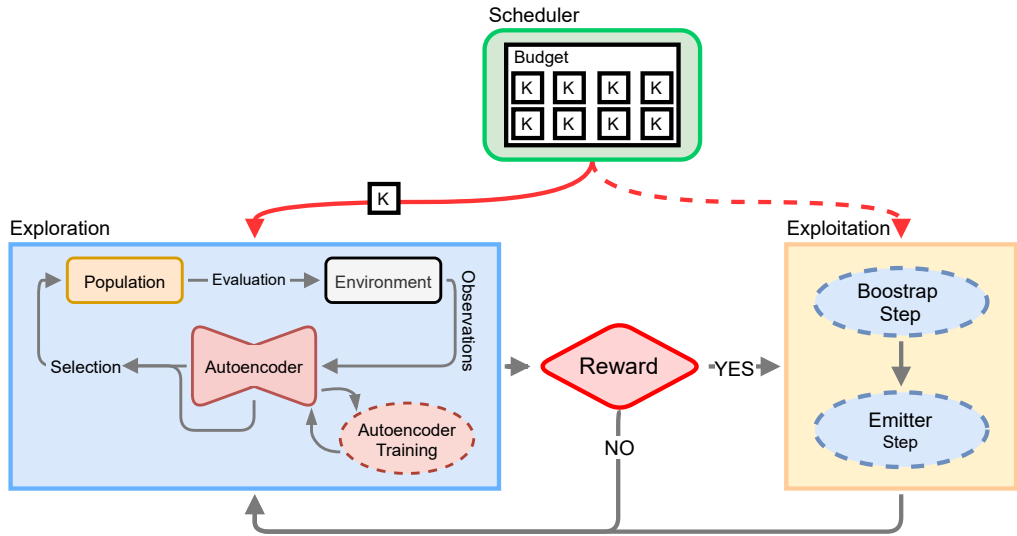 Scheduler
Budget
K K K K
K K K K
K
Exploration
Exploitation
Population
Evaluation
Environment
Observations
Selection
Autoencoder
Autoencoder
Training
Reward
YES
NO
Boostrap
Step
Emitter
Step